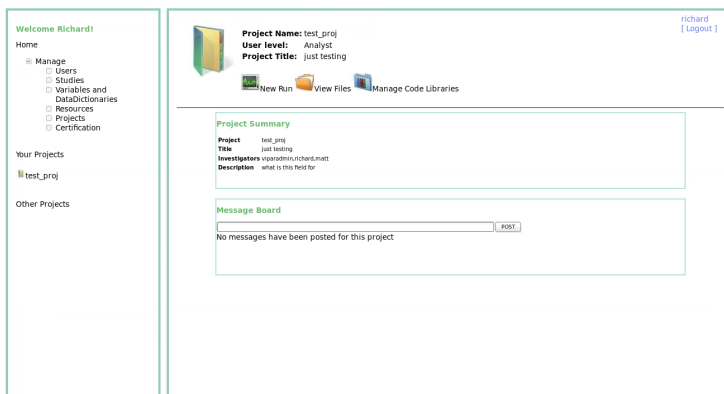 Welcome Richard!
Home
Manage
Users
Studies
Variables and
DataDictionaries
Resources
Projects
Certification
Your Projects
test_proj
Other Projects
richard
[ Logout ]
Project Name: test_proj
User level: Analyst
Project Title: just testing
New Run View Files Manage Code Libraries
Project Summary
Project test_proj
Title just testing
Investigators viparadmin,richard,matt
Description what is this field for
Message Board
POST
No messages have been posted for this project